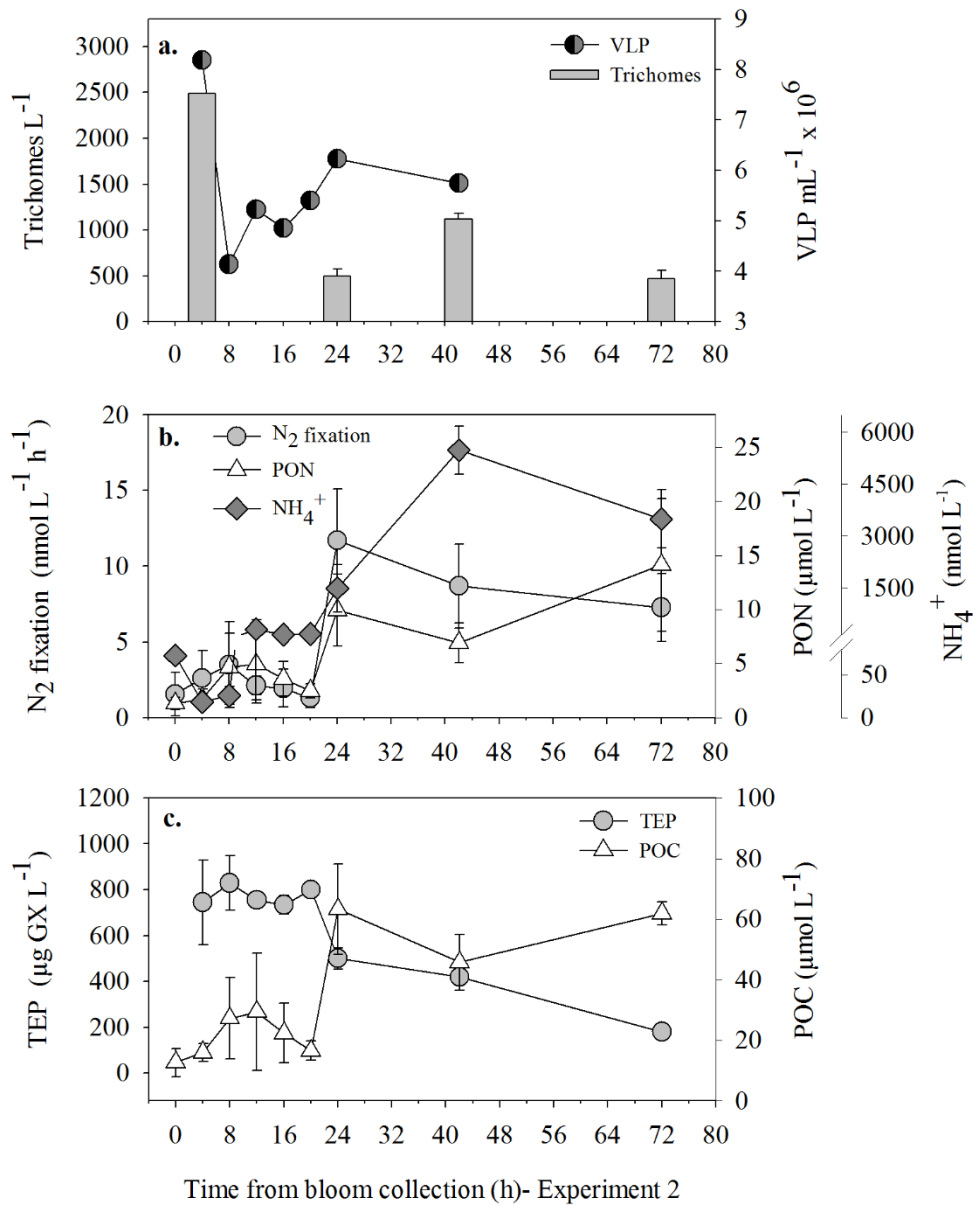 a.
VLP
Trichomes
Trichomes L⁻¹
3000
2500
2000
1500
1000
500
0
VLP mL⁻¹ x 10⁶
9
8
7
6
5
4
3
0 8 16 24 32 40 48 56 64 72 80
b.
N₂ fixation
PON
NH₄⁺
N₂ fixation (nmol L⁻¹ h⁻¹)
20
15
10
5
0
PON (µmol L⁻¹)
25
20
15
10
5
0
NH₄⁺ (nmol L⁻¹)
6000
4500
3000
1500
50
0
0 8 16 24 32 40 48 56 64 72 80
c.
TEP
POC
TEP (µg GX L⁻¹)
1200
1000
800
600
400
200
0
POC (µmol L⁻¹)
100
80
60
40
20
0
0 8 16 24 32 40 48 56 64 72 80
Time from bloom collection (h)- Experiment 2